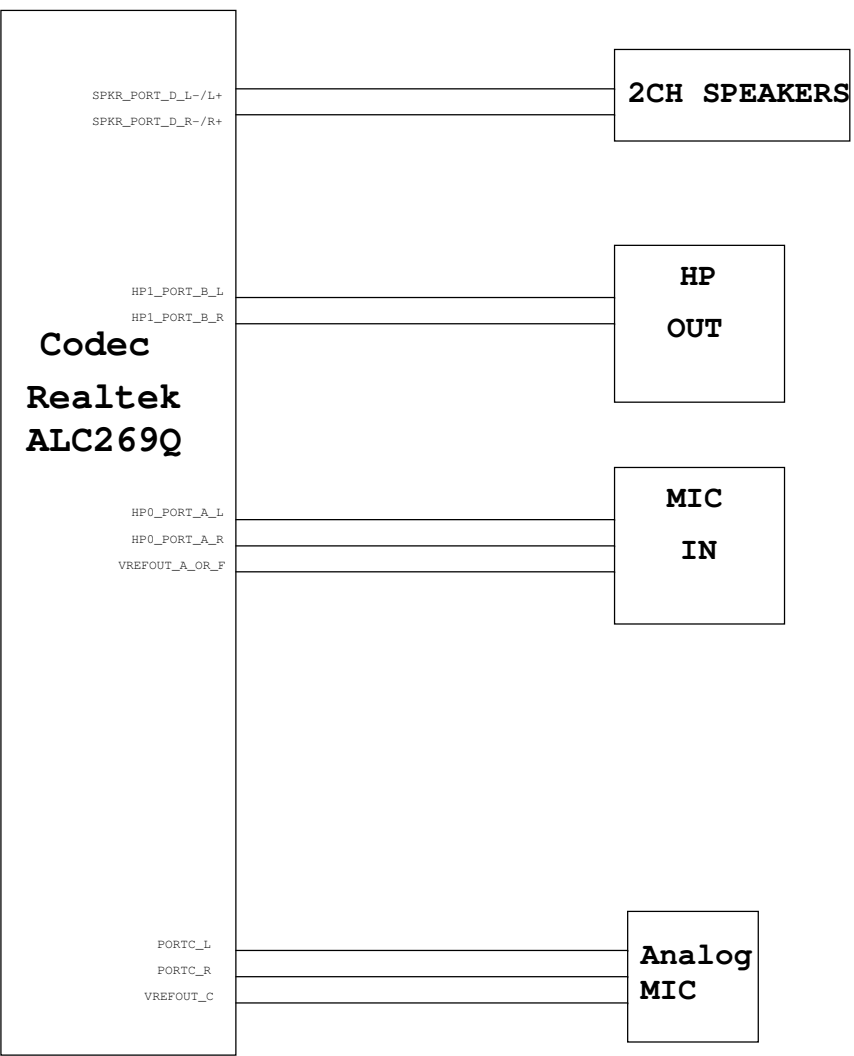 SPKR_PORT_D_L-/L+
SPKR_PORT_D_R-/R+
2CH SPEAKERS
HP1_PORT_B_L
HP1_PORT_B_R
HP
OUT
Codec
Realtek
ALC269Q
HP0_PORT_A_L
HP0_PORT_A_R
VREFOUT_A_OR_F
MIC
IN
PORTC_L
PORTC_R
VREFOUT_C
Analog
MIC